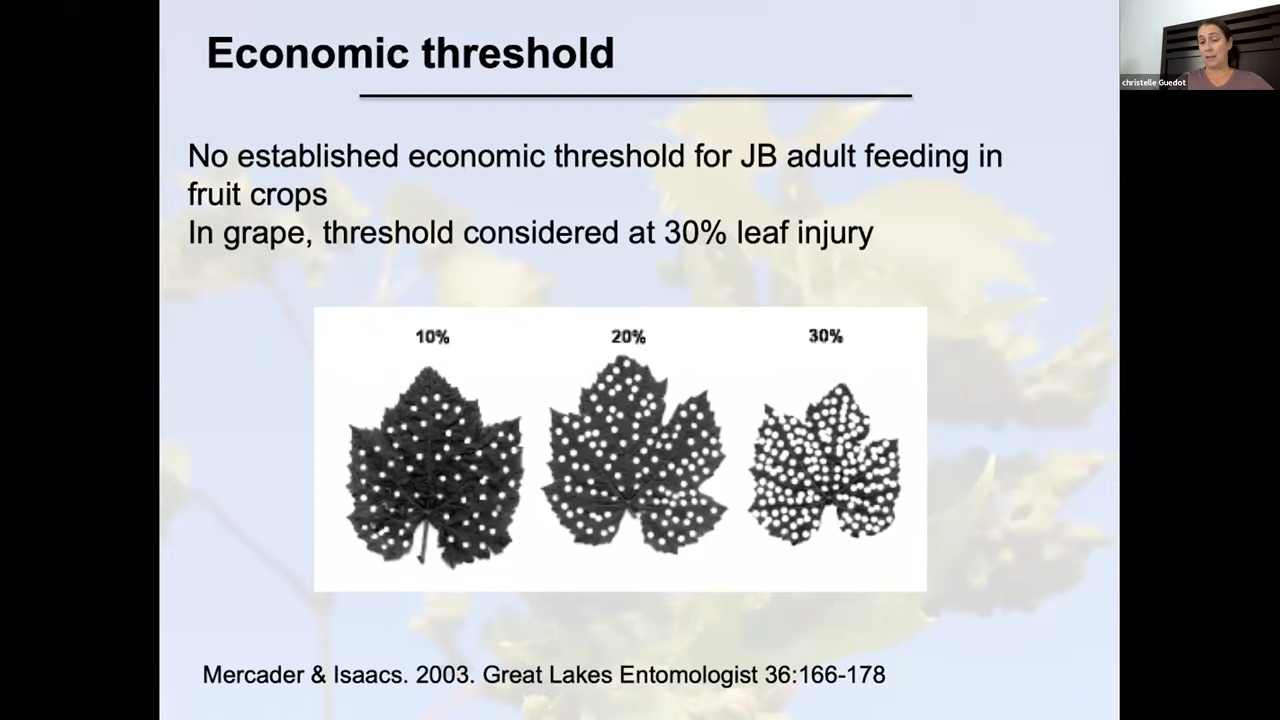 Economic threshold
christelle Guedot
No established economic threshold for JB adult feeding in
fruit crops
In grape, threshold considered at 30% leaf injury
10% 20% 30%
Mercader & Isaacs. 2003. Great Lakes Entomologist 36:166-178